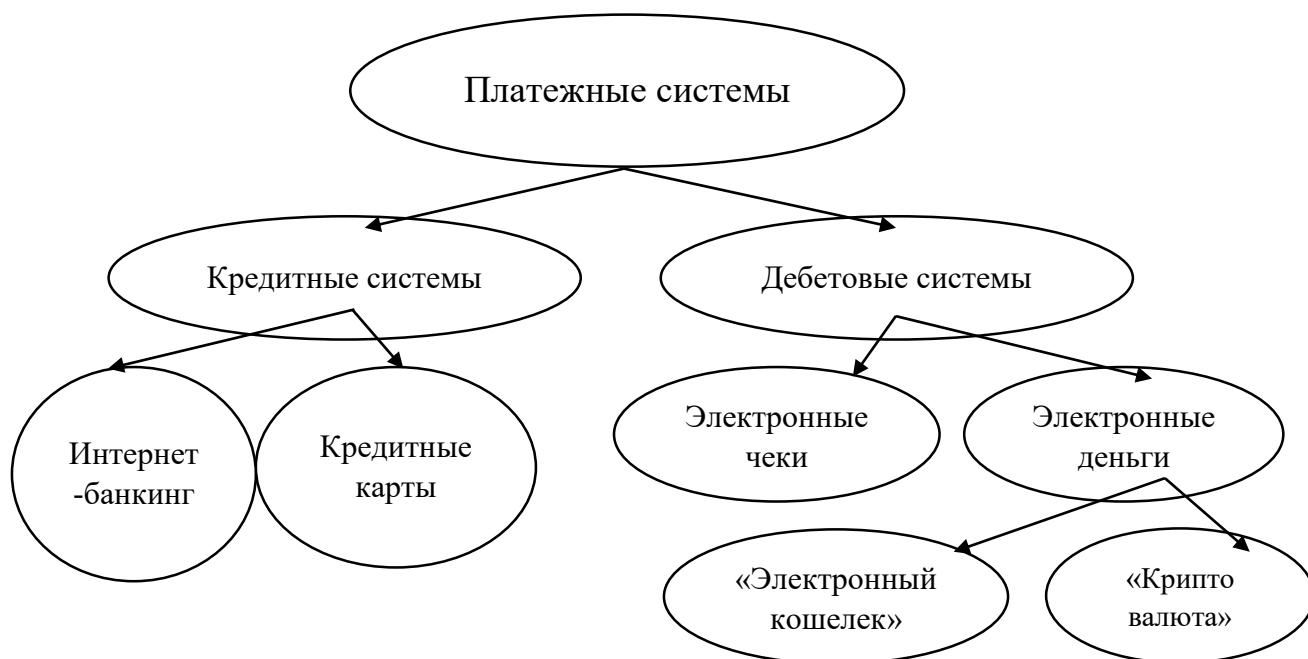 Платежные системы
Кредитные системы
Дебетовые системы
Интернет
-банкинг
Кредитные
карты
Электронные
чеки
Электронные
деньги
«Электронный
кошелек»
«Крипто
валюта»